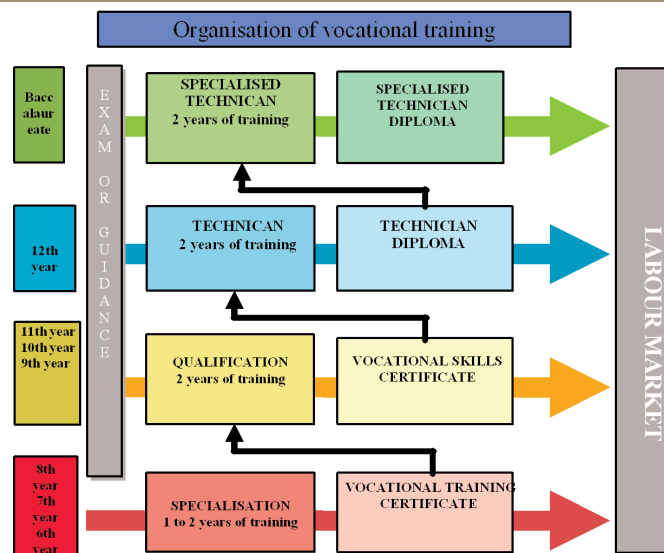 Organisation of vocational training
Bacc
alaur
eate
EXAM OR GUIDANCE
SPECIALISED
TECHNICAN
2 years of training
SPECIALISED
TECHNICIAN
DIPLOMA
LABOUR MARKET
12th
year
TECHNICAN
2 years of training
TECHNICIAN
DIPLOMA
11th year
10th year
9th year
QUALIFICATION
2 years of training
VOCATIONAL SKILLS
CERTIFICATE
8th
year
7th
year
6th
year
SPECIALISATION
1 to 2 years of training
VOCATIONAL TRAINING
CERTIFICATE